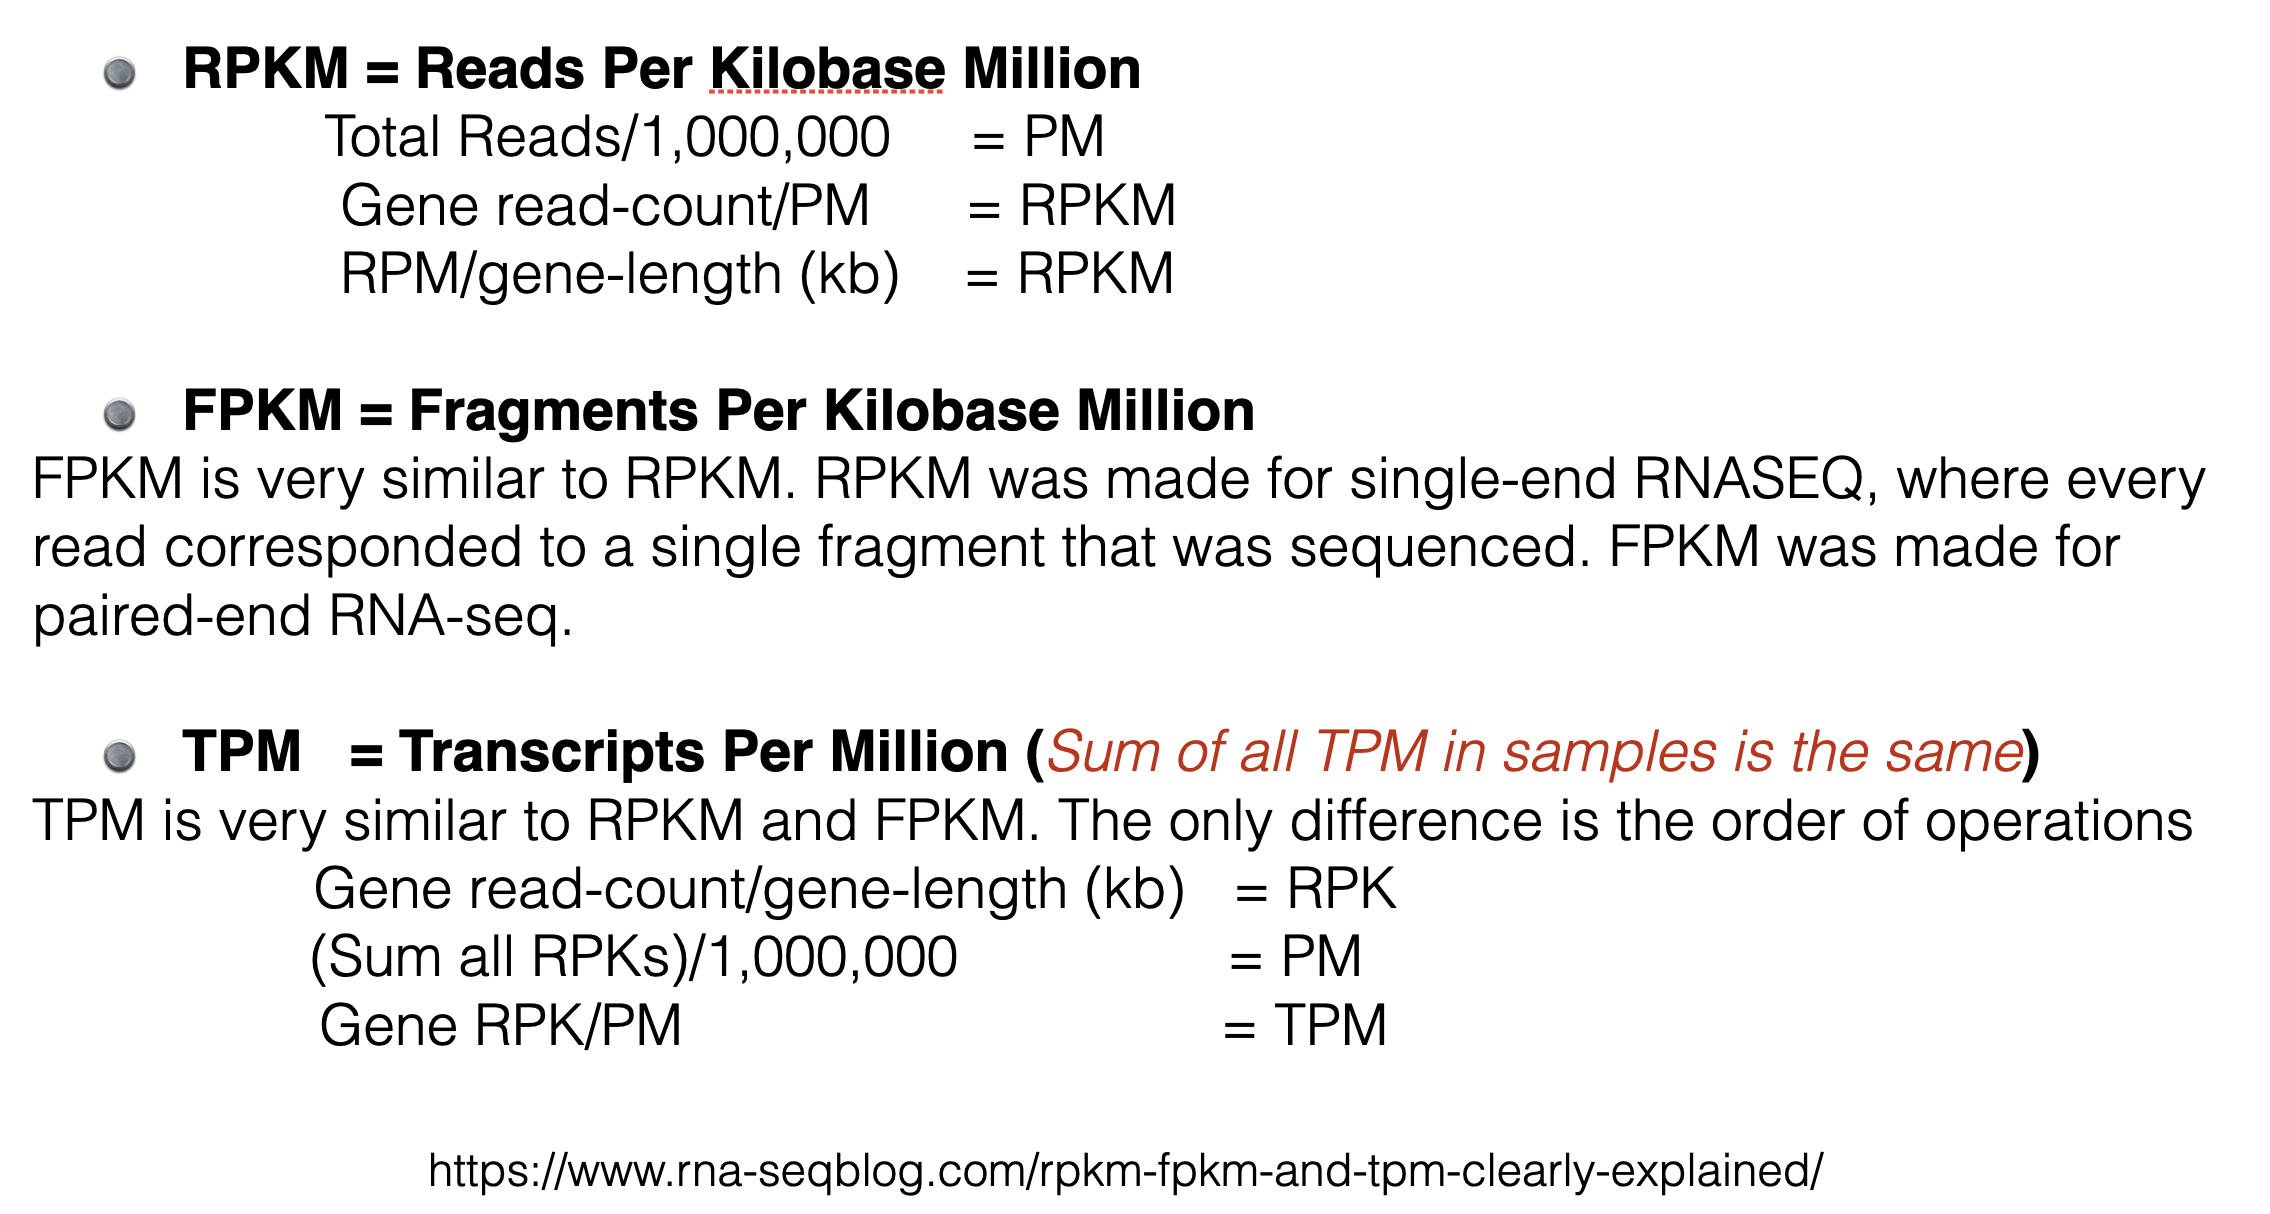 RPKM = Reads Per Kilobase Million
Total Reads/1,000,000 = PM
Gene read-count/PM = RPKM
RPM/gene-length (kb) = RPKM
FPKM = Fragments Per Kilobase Million
FPKM is very similar to RPKM. RPKM was made for single-end RNASEQ, where every
read corresponded to a single fragment that was sequenced. FPKM was made for
paired-end RNA-seq.
TPM = Transcripts Per Million (Sum of all TPM in samples is the same)
TPM is very similar to RPKM and FPKM. The only difference is the order of operations
Gene read-count/gene-length (kb) = RPK
(Sum all RPKs)/1,000,000 = PM
Gene RPK/PM = TPM
https://www.rna-seqblog.com/rpkm-fpkm-and-tpm-clearly-explained/